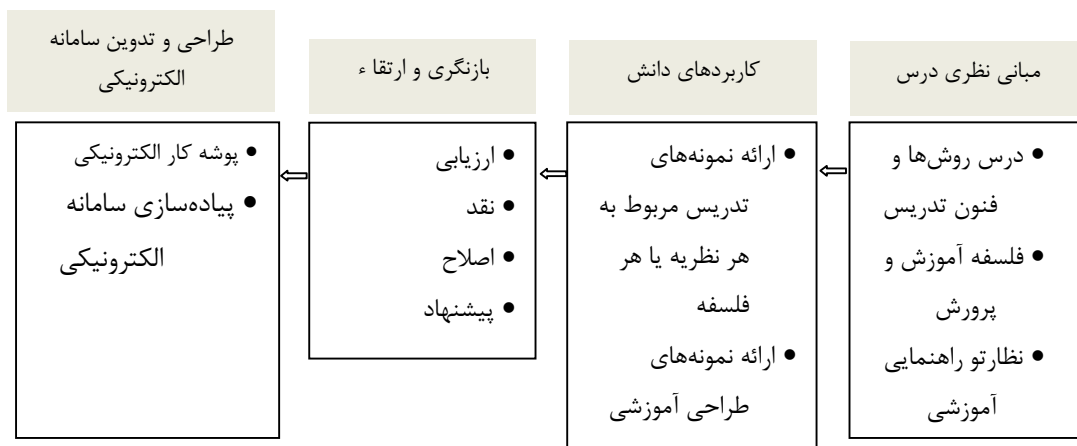 مبانی نظری درس
• درس روش‌ها و
فنون تدریس
• فلسفه آموزش و
پرورش
• نظارتو راهنمایی
آموزشی
کاربردهای دانش
• ارائه نمونه‌های
تدریس مربوط به
هر نظریه یا هر
فلسفه
• ارائه نمونه‌های
طراحی آموزشی
بازنگری و ارتقا ء
• ارزیابی
• نقد
• اصلاح
• پیشنهاد
طراحی و تدوین سامانه
الکترونیکی
• پوشه کار الکترونیکی
• پیاده‌سازی سامانه
الکترونیکی